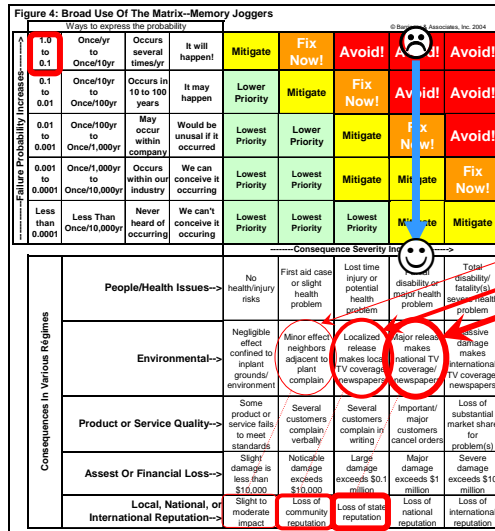 Figure 4: Broad Use Of The Matrix--Memory Joggers
Ways to express the probability
Inc. 2004
1.0 to 0.1
Once/yr to Once/10yr
Occurs several times/yr
It will happen!
Mitigate
Fix Now!
Avoid!
Avoid!
0.1 to 0.01
Once/10yr to Once/100yr
Occurs in 10 to 100 years
It may happen
Lower Priority
Mitigate
Fix Now!
Avoid!
0.01 to 0.001
Once/100yr to Once/1,000yr
May occur within company
Would be unusal if it occurred
Lowest Priority
Lower Priority
Mitigate
Now!
Avoid!
0.001 to 0.0001
Once/1,000yr to Once/10,000yr
Occurs within our industry
We can conceive it occurring
Lowest Priority
Lowest Priority
Mitigate
Fix Now!
Less than 0.0001
Less Than Once/10,000yr
Never heard of occurring
We can't conceive it occuring
Lowest Priority
Lowest Priority
Lowest Priority
Mitigate
Failure Probability Increases
Consequence Severity
Consequences In Various Régimes
People/Health Issues-->
No health/injury risks
First aid case or slight health problem
Lost time injury or potential health problem
disability or major health problem
Total disability/ fatality(s) severe health problem
Environmental-->
Negligible effect confined to inplant grounds/ environment
Minor effect neighbors adjacent to plant complain
Localized release makes local TV coverage/ newspapers
Major release makes national TV coverage/ newspapers
damage makes international TV coverage/ newspapers
Product or Service Quality-->
Some product or service fails to meet standards
Several customers complain verbally
Several customers complain in writing
Important/ major customers cancel orders
Loss of substantial market share for problem(s)
Assest Or Financial Loss-->
Slight damage is less than $10,000
Noticable damage exceeds $10,000
Large damage exceeds $0.1 million
Major damage exceeds $1 million
Severe damage exceeds $10 million
Local, National, or International Reputation-->
Slight to moderate impact
Loss of community reputation
Loss of state reputation
Loss of national reputation
Loss of international reputation